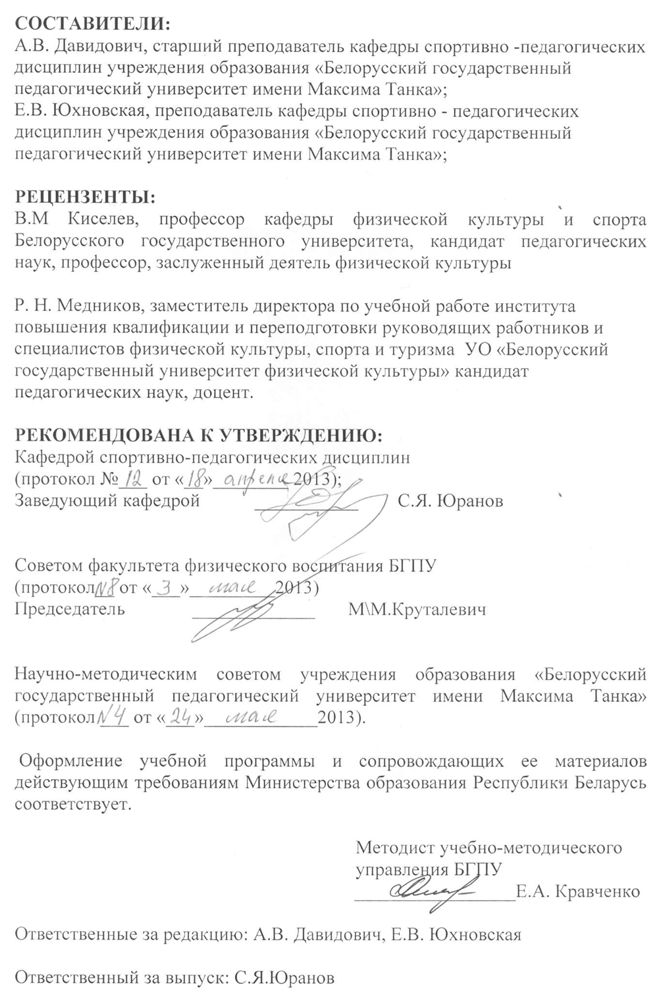 СОСТАВИТЕЛИ:
А.В. Давидович, старший преподаватель кафедры спортивно -педагогических
дисциплин учреждения образования «Белорусский государственный
педагогический университет имени Максима Танка»;
Е.В. Юхновская, преподаватель кафедры спортивно - педагогических
дисциплин учреждения образования «Белорусский государственный
педагогический университет имени Максима Танка»;
РЕЦЕНЗЕНТЫ:
В.М Киселев, профессор кафедры физической культуры и спорта
Белорусского государственного университета, кандидат педагогических
наук, профессор, заслуженный деятель физической культуры
Р. Н. Медников, заместитель директора по учебной работе института
повышения квалификации и переподготовки руководящих работников и
специалистов физической культуры, спорта и туризма УО «Белорусский
государственный университет физической культуры» кандидат
педагогических наук, доцент.
РЕКОМЕНДОВАНА К УТВЕРЖДЕНИЮ:
Кафедрой спортивно-педагогических дисциплин
(протокол № 12 от «18» апреля 2013);
Заведующий кафедрой С.Я. Юранов
Советом факультета физического воспитания БГПУ
(протокол №8 от «3» мая 2013)
Председатель М\М.Круталевич
Научно-методическим советом учреждения образования «Белорусский
государственный педагогический университет имени Максима Танка»
(протокол №4 от «24» мая 2013).
Оформление учебной программы и сопровождающих ее материалов
действующим требованиям Министерства образования Республики Беларусь
соответствует.
Методист учебно-методического
управления БГПУ
Е.А. Кравченко
Ответственные за редакцию: А.В. Давидович, Е.В. Юхновская
Ответственный за выпуск: С.Я.Юранов